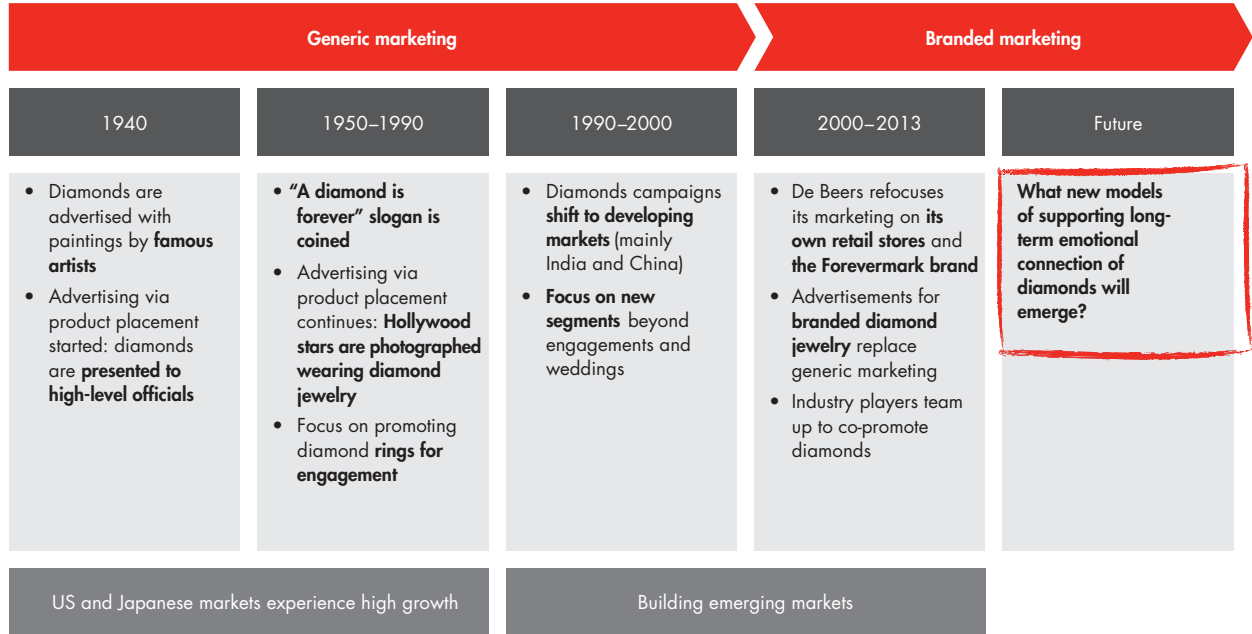 Generic marketing
Branded marketing
1940
1950–1990
1990–2000
2000–2013
Future
• Diamonds are
advertised with
paintings by famous
artists
• Advertising via
product placement
started: diamonds
are presented to
high-level officials
• “A diamond is
forever” slogan is
coined
• Advertising via
product placement
continues: Hollywood
stars are photographed
wearing diamond
jewelry
• Focus on promoting
diamond rings for
engagement
• Diamonds campaigns
shift to developing
markets (mainly
India and China)
• Focus on new
segments beyond
engagements and
weddings
• De Beers refocuses
its marketing on its
own retail stores and
the Forevermark brand
• Advertisements for
branded diamond
jewelry replace
generic marketing
• Industry players team
up to co-promote
diamonds
What new models
of supporting long-
term emotional
connection of
diamonds will
emerge?
US and Japanese markets experience high growth
Building emerging markets